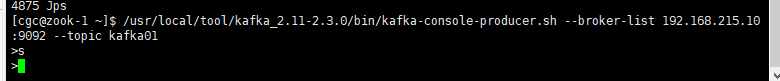 4875 Jps
[cgc@zook-1 ~]$ /usr/local/tool/kafka_2.11-2.3.0/bin/kafka-console-producer.sh --broker-list 192.168.215.10
:9092 --topic kafka01
>s
>